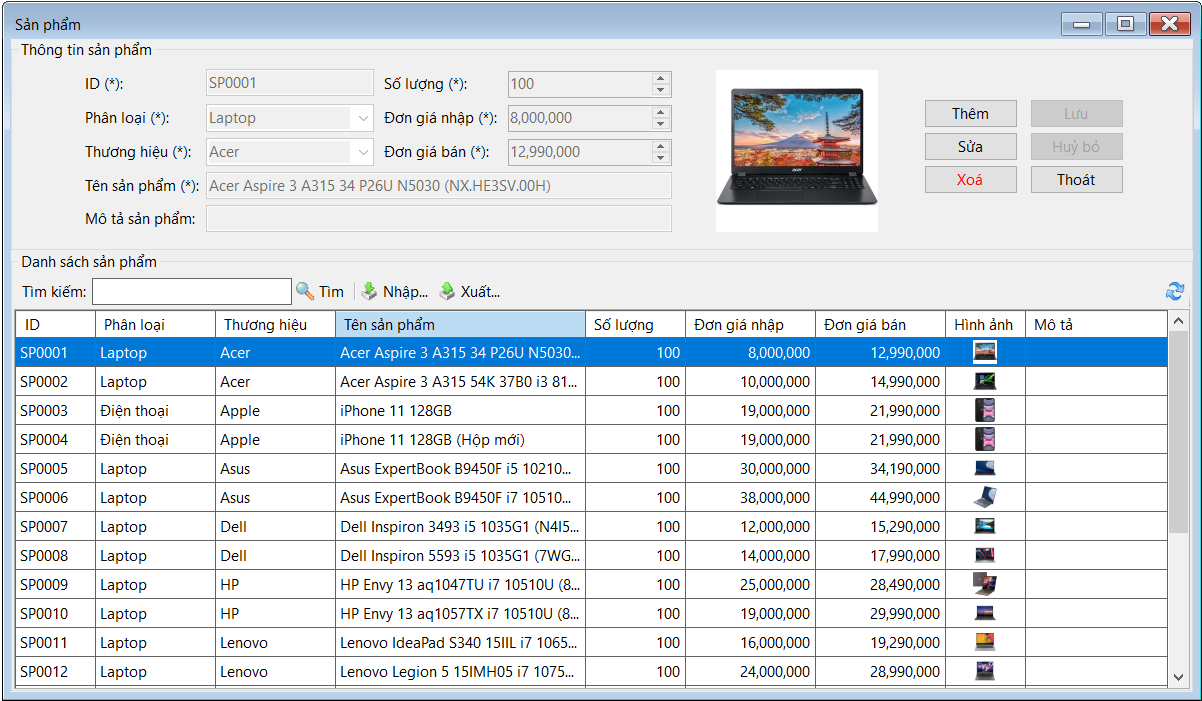 Sản phẩm
Thông tin sản phẩm
ID (*): SP0001 Số lượng (*): 100
Phân loại (*): Laptop Đơn giá nhập (*): 8,000,000
Thương hiệu (*): Acer Đơn giá bán (*): 12,990,000
Tên sản phẩm (*): Acer Aspire 3 A315 34 P26U N5030 (NX.HE3SV.00H)
Mô tả sản phẩm:
acer
Thêm Lưu
Sửa Huỷ bỏ
Xoá Thoát
Danh sách sản phẩm
Tìm kiếm: Tìm Nhập... Xuất...
ID Phân loại Thương hiệu Tên sản phẩm Số lượng Đơn giá nhập Đơn giá bán Hình ảnh Mô tả
SP0001 Laptop Acer Acer Aspire 3 A315 34 P26U N5030... 100 8,000,000 12,990,000
SP0002 Laptop Acer Acer Aspire 3 A315 54K 37B0 i3 81... 100 10,000,000 14,990,000
SP0003 Điện thoại Apple iPhone 11 128GB 100 19,000,000 21,990,000
SP0004 Điện thoại Apple iPhone 11 128GB (Hộp mới) 100 19,000,000 21,990,000
SP0005 Laptop Asus Asus ExpertBook B9450F i5 10210... 100 30,000,000 34,190,000
SP0006 Laptop Asus Asus ExpertBook B9450F i7 10510... 100 38,000,000 44,990,000
SP0007 Laptop Dell Dell Inspiron 3493 i5 1035G1 (N4I5... 100 12,000,000 15,290,000
SP0008 Laptop Dell Dell Inspiron 5593 i5 1035G1 (7WG... 100 14,000,000 17,990,000
SP0009 Laptop HP HP Envy 13 aq1047TU i7 10510U (8... 100 25,000,000 28,490,000
SP0010 Laptop HP HP Envy 13 aq1057TX i7 10510U (8... 100 19,000,000 29,990,000
SP0011 Laptop Lenovo Lenovo IdeaPad S340 15IIL i7 1065... 100 16,000,000 19,290,000
SP0012 Laptop Lenovo Lenovo Legion 5 15IMH05 i7 1075... 100 24,000,000 28,990,000